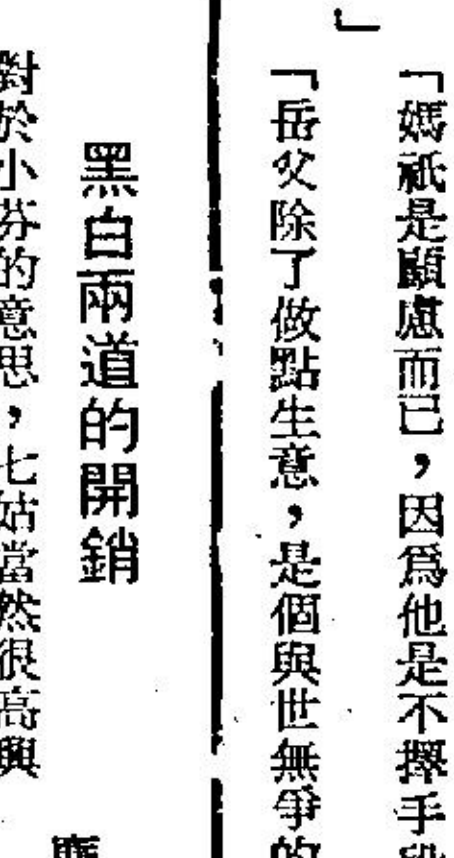 」
「媽祇是顧慮而已，因爲他是不擇手段
「岳父除了做點生意，是個與世無爭的
黑白兩道的開銷
對於小芬的意思，七姑當然很高興